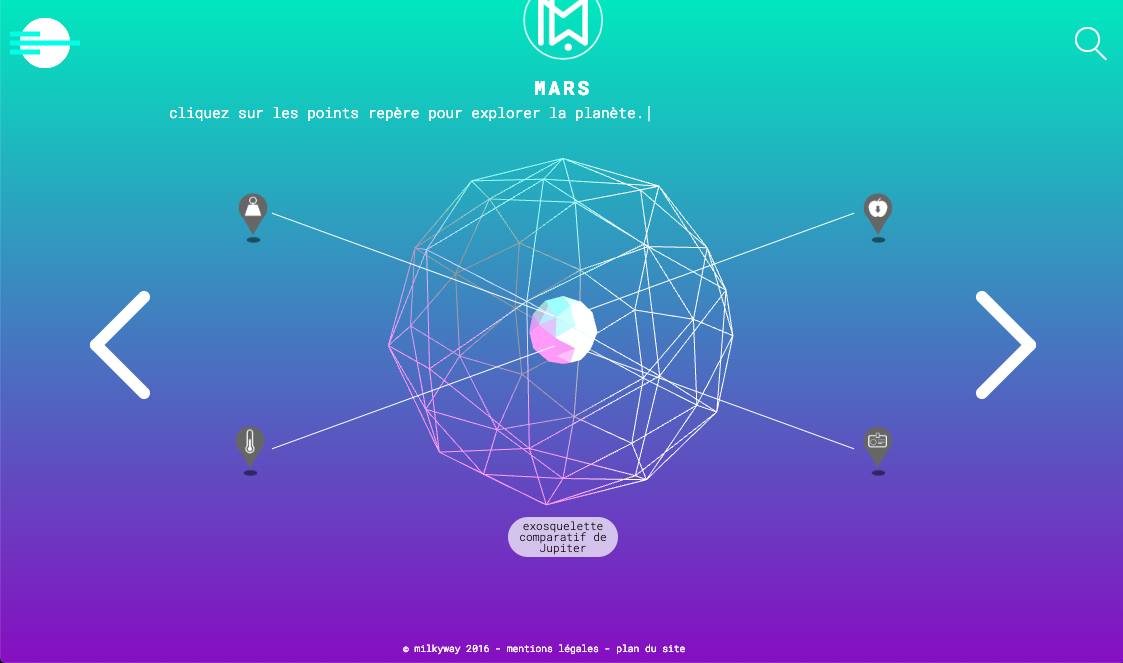 MARS
cliquez sur les points repère pour explorer la planète.
exosquelette
comparatif de
Jupiter
© milkyway 2016 - mentions légales - plan du site